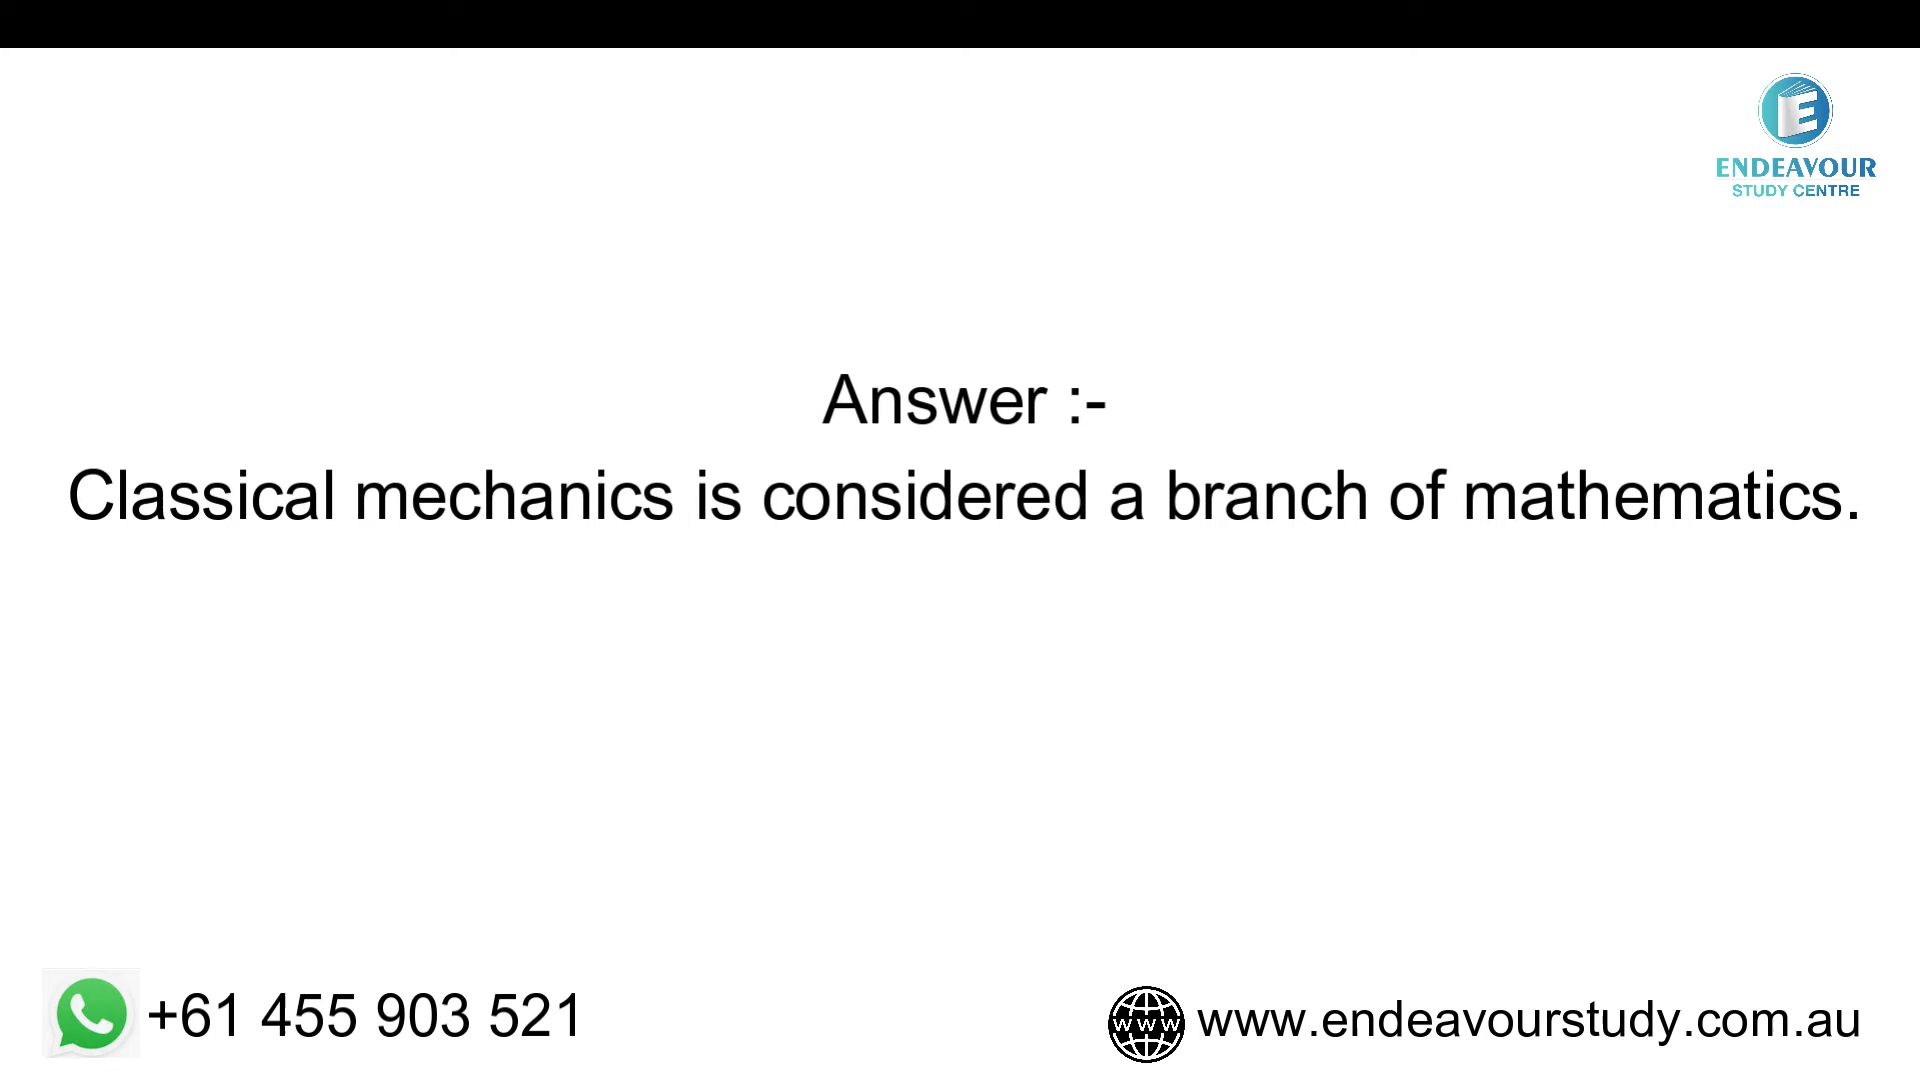 ENDEAVOUR
STUDY CENTRE
Answer :-
Classical mechanics is considered a branch of mathematics.
+61 455 903 521
www www.endeavourstudy.com.au